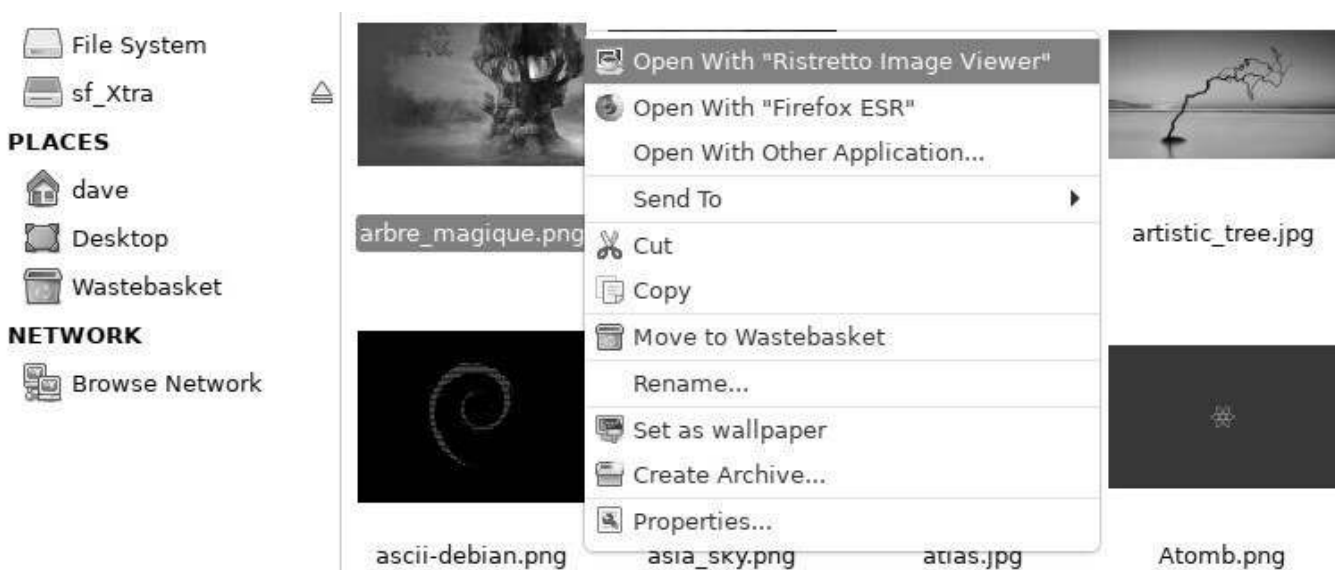 File System
sf_Xtra
PLACES
dave
Desktop
Wastebasket
NETWORK
Browse Network
Open With "Ristretto Image Viewer"
Open With "Firefox ESR"
Open With Other Application...
Send To
Cut
Copy
Move to Wastebasket
Rename...
Set as wallpaper
Create Archive...
Properties...
arbre_magique.png
artistic_tree.jpg
ascii-debian.png
asia_sky.png
atlas.jpg
Atomb.png